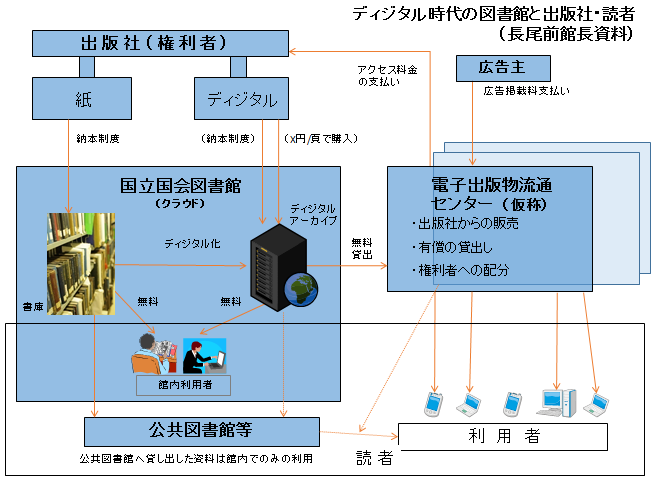 ディジタル時代の図書館と出版社・読者
(長尾前館長資料)
出版社(権利者)
紙
ディジタル
アクセス料金
の支払い
広告主
広告掲載料支払い
納本制度
(納本制度)
(x円/頁で購入)
国立国会図書館
(クラウド)
ディジタル
アーカイブ
ディジタル化
無料
貸出
電子出版物流通
センター(仮称)
・出版社からの販売
・有償の貸出し
・権利者への配分
書庫
無料
無料
館内利用者
公共図書館等
公共図書館へ貸し出した資料は館内でのみの利用
読者
利用者